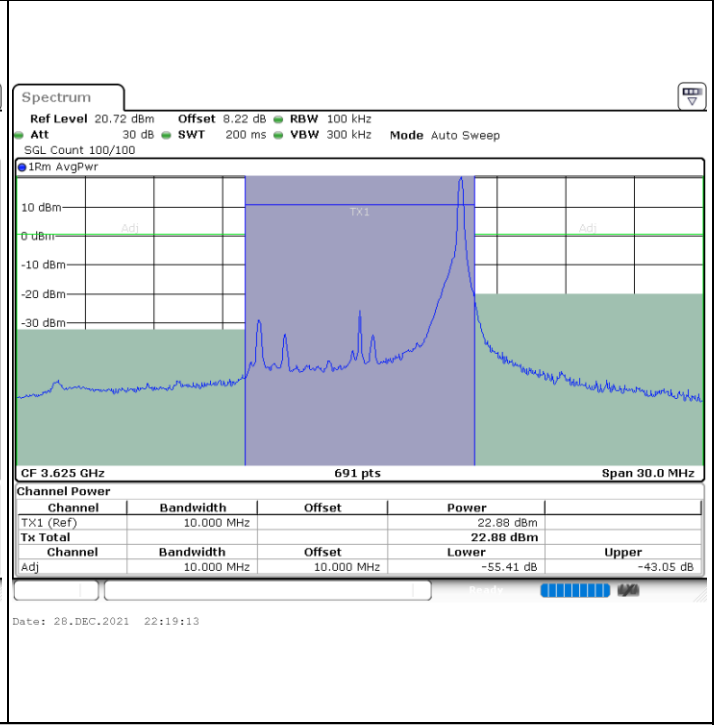 Spectrum
Ref Level 20.72 dBm Offset 8.22 dB RBW 100 kHz
Att 30 dB SWT 200 ms VBW 300 kHz Mode Auto Sweep
SGL Count 100/100
1Rm AvgPwr
10 dBm
TX1
Adj Adj
0 dBm
-10 dBm
-20 dBm
-30 dBm
CF 3.625 GHz 691 pts Span 30.0 MHz
Channel Power
Channel Bandwidth Offset Power
TX1 (Ref) 10.000 MHz 22.88 dBm
Tx Total 22.88 dBm
Channel Bandwidth Offset Lower Upper
Adj 10.000 MHz 10.000 MHz -55.41 dB -43.05 dB
Ready
Date: 28.DEC.2021 22:19:13